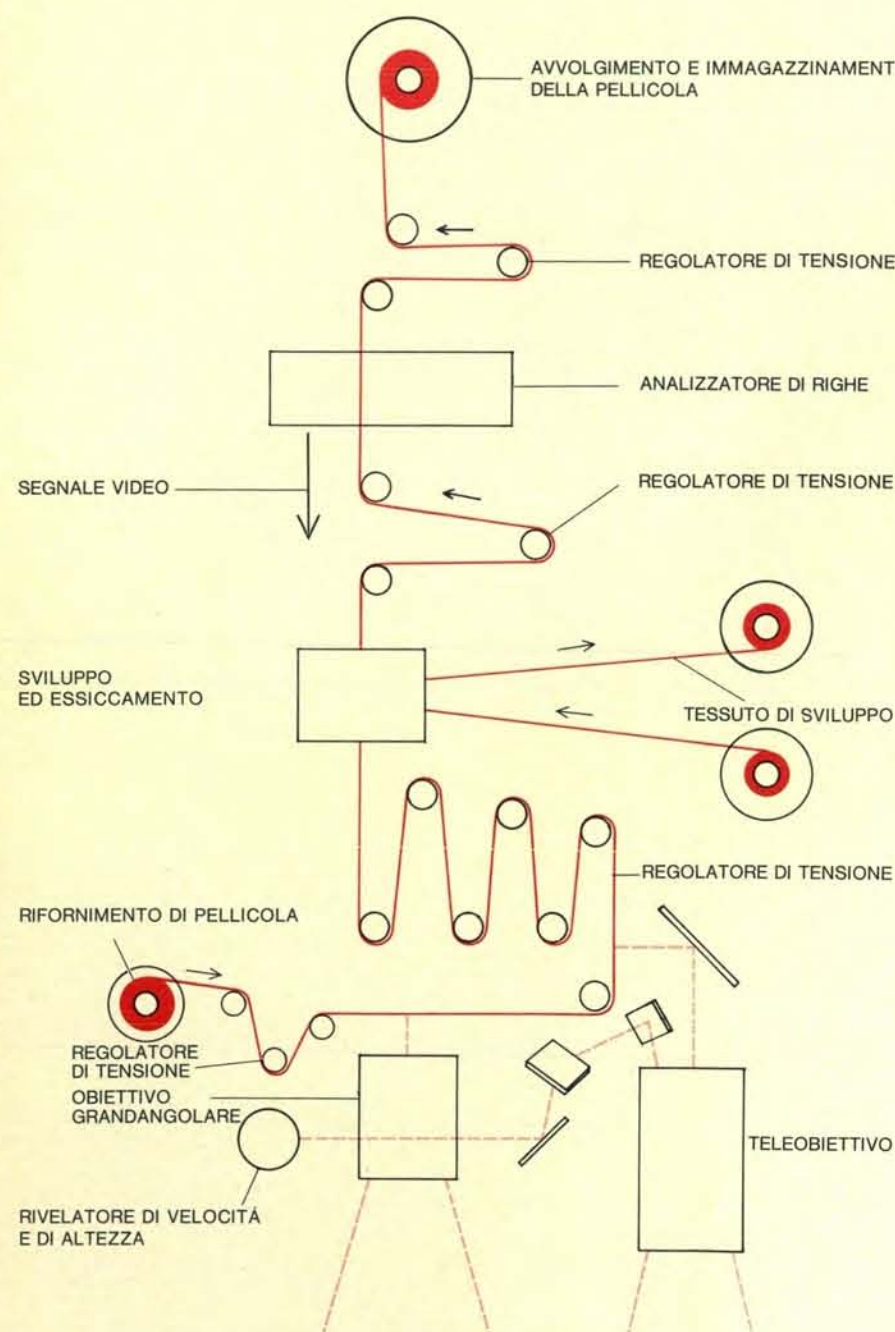 AVVOLGIMENTO E IMMAGAZZINAMENT
DELLA PELLICOLA
REGOLATORE DI TENSIONE
ANALIZZATORE DI RIGHE
SEGNALE VIDEO
REGOLATORE DI TENSIONE
SVILUPPO
ED ESSICCAMENTO
TESSUTO DI SVILUPPO
REGOLATORE DI TENSIONE
RIFORNIMENTO DI PELLICOLA
REGOLATORE
DI TENSIONE
OBIETTIVO
GRANDANGOLARE
TELEOBIETTIVO
RIVELATORE DI VELOCITÁ
E DI ALTEZZA